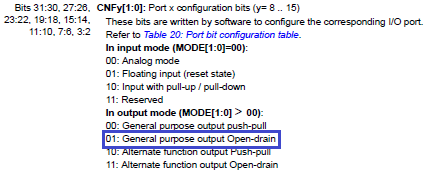 Bits 31:30, 27:26, CNFy[1:0]: Port x configuration bits (y= 8 .. 15)
23:22, 19:18, 15:14, These bits are written by software to configure the corresponding I/O port.
11:10, 7:6, 3:2 Refer to Table 20: Port bit configuration table.
In input mode (MODE[1:0]=00):
00: Analog mode
01: Floating input (reset state)
10: Input with pull-up / pull-down
11: Reserved
In output mode (MODE[1:0] > 00):
00: General purpose output push-pull
01: General purpose output Open-drain
10: Alternate function output Push-pull
11: Alternate function output Open-drain